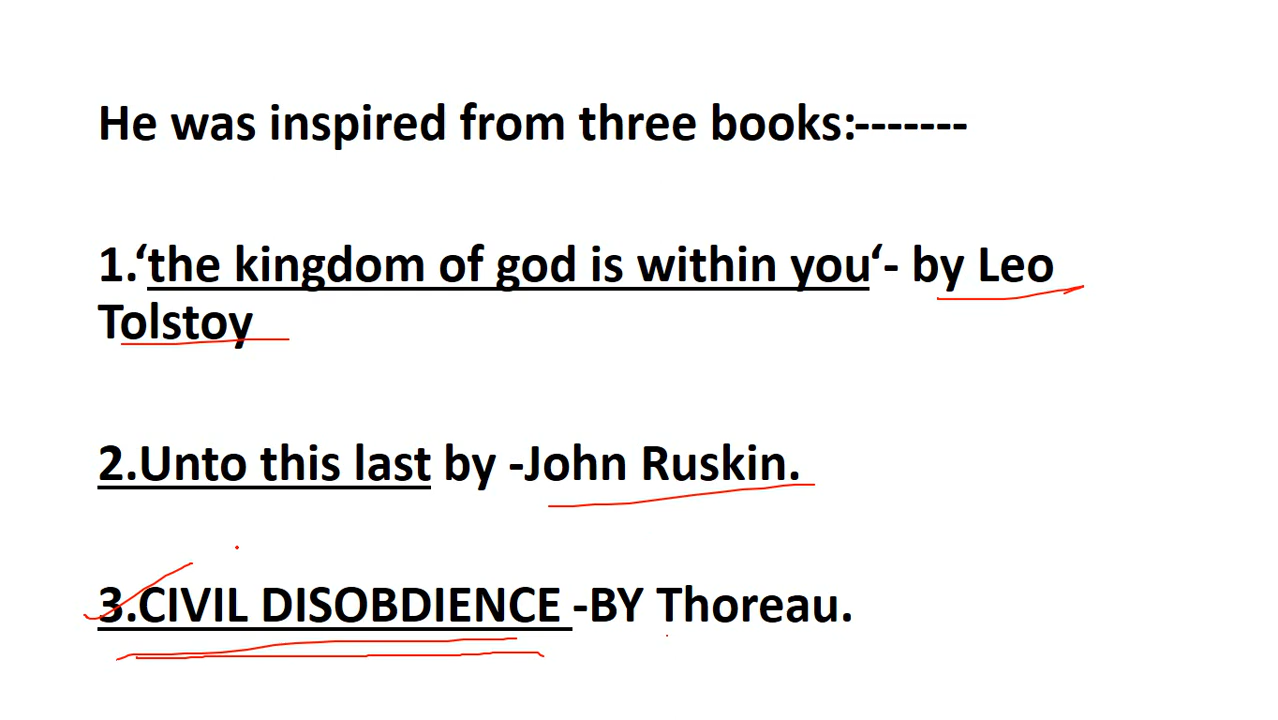 He was inspired from three books:-------
1.‘the kingdom of god is within you‘- by Leo
Tolstoy
2.Unto this last by -John Ruskin.
3.CIVIL DISOBDIENCE -BY Thoreau.